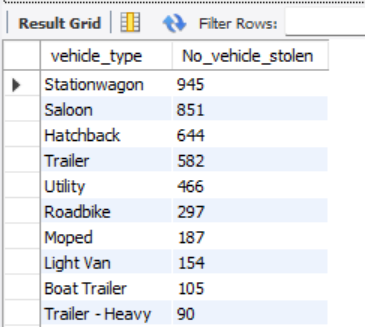 Result Grid Filter Rows:
vehicle_type No_vehicle_stolen
Stationwagon 945
Saloon 851
Hatchback 644
Trailer 582
Utility 466
Roadbike 297
Moped 187
Light Van 154
Boat Trailer 105
Trailer - Heavy 90